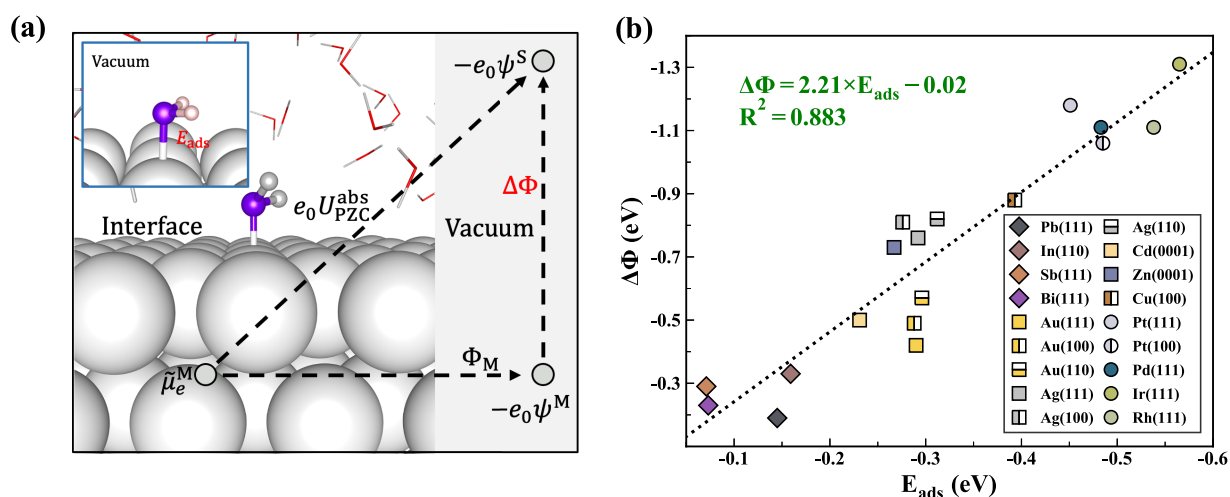 (a)
Vacuum
E_ads
Interface
e₀U^abs_PZC
−e₀ψ^S
ΔΦ
Vacuum
Φ_M
μ̃_e^M
−e₀ψ^M
(b)
ΔΦ=2.21×E_ads−0.02
R²=0.883
ΔΦ (eV)
-1.3
-1.1
-0.9
-0.7
-0.5
-0.3
-0.1
-0.2
-0.3
-0.4
-0.5
-0.6
E_ads (eV)
Pb(111)
In(110)
Sb(111)
Bi(111)
Au(111)
Au(100)
Au(110)
Ag(111)
Ag(100)
Ag(110)
Cd(0001)
Zn(0001)
Cu(100)
Pt(111)
Pt(100)
Pd(111)
Ir(111)
Rh(111)